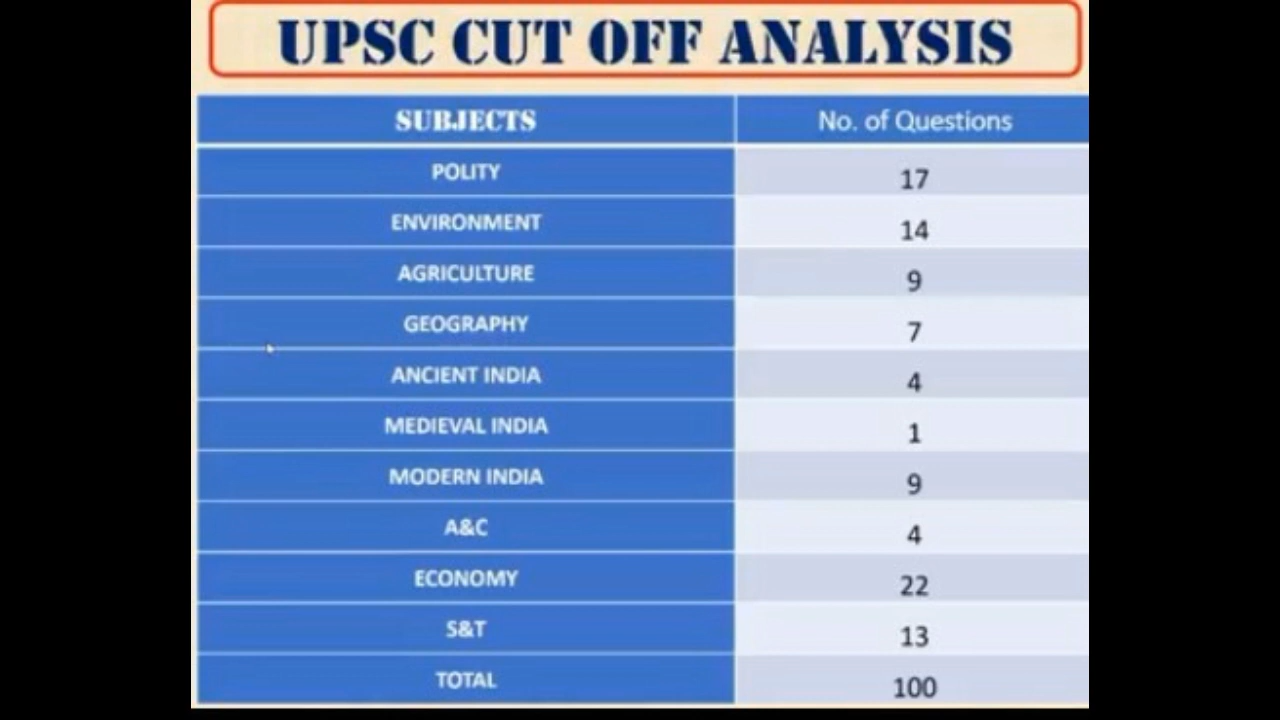 UPSC CUT OFF ANALYSIS
SUBJECTS No. of Questions
POLITY 17
ENVIRONMENT 14
AGRICULTURE 9
GEOGRAPHY 7
ANCIENT INDIA 4
MEDIEVAL INDIA 1
MODERN INDIA 9
A&C 4
ECONOMY 22
S&T 13
TOTAL 100